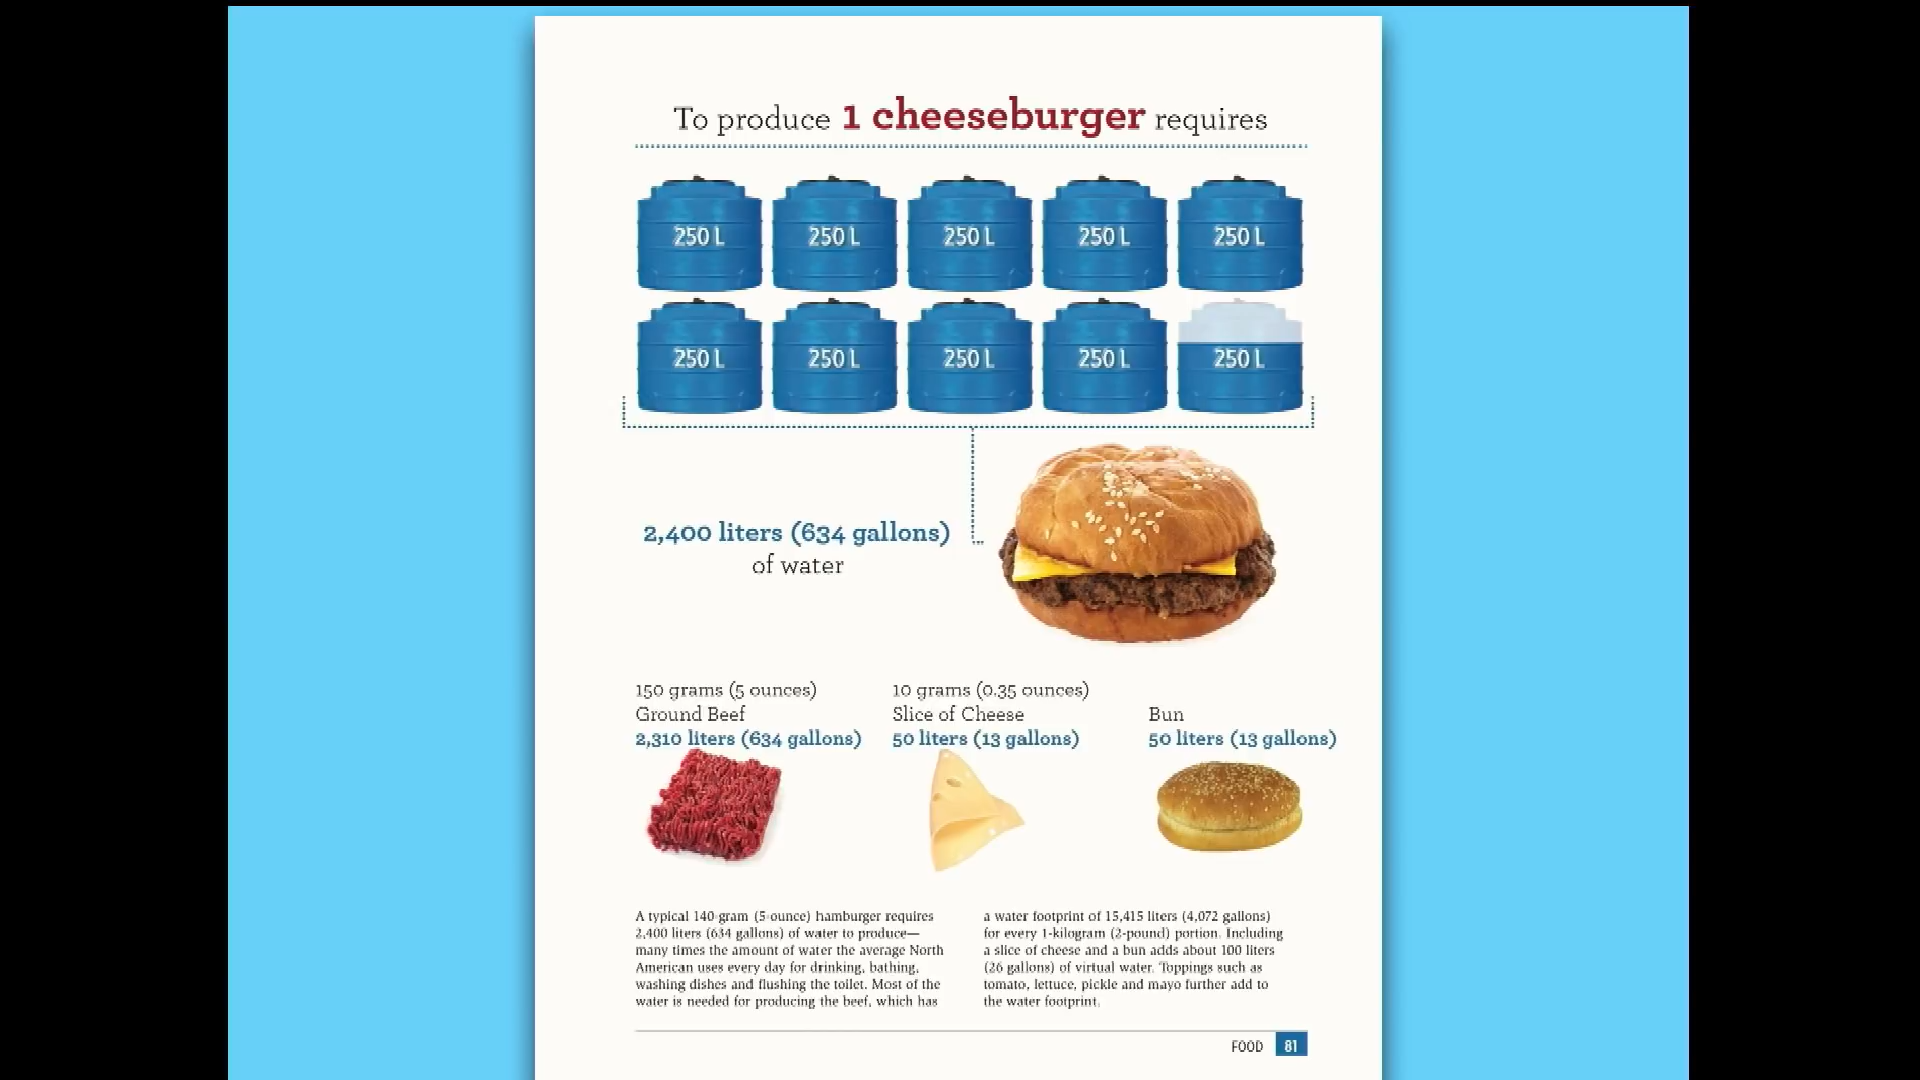 To produce 1 cheeseburger requires
250 L 250 L 250 L 250 L 250 L
250 L 250 L 250 L 250 L 250 L
2,400 liters (634 gallons)
of water
150 grams (5 ounces)
Ground Beef
2,310 liters (634 gallons)
10 grams (0.35 ounces)
Slice of Cheese
50 liters (13 gallons)
Bun
50 liters (13 gallons)
A typical 140-gram (5-ounce) hamburger requires
2,400 liters (634 gallons) of water to produce—
many times the amount of water the average North
American uses every day for drinking, bathing,
washing dishes and flushing the toilet. Most of the
water is needed for producing the beef, which has
a water footprint of 15,415 liters (4,072 gallons)
for every 1-kilogram (2-pound) portion. Including
a slice of cheese and a bun adds about 100 liters
(26 gallons) of virtual water. Toppings such as
tomato, lettuce, pickle and mayo further add to
the water footprint.
FOOD 81